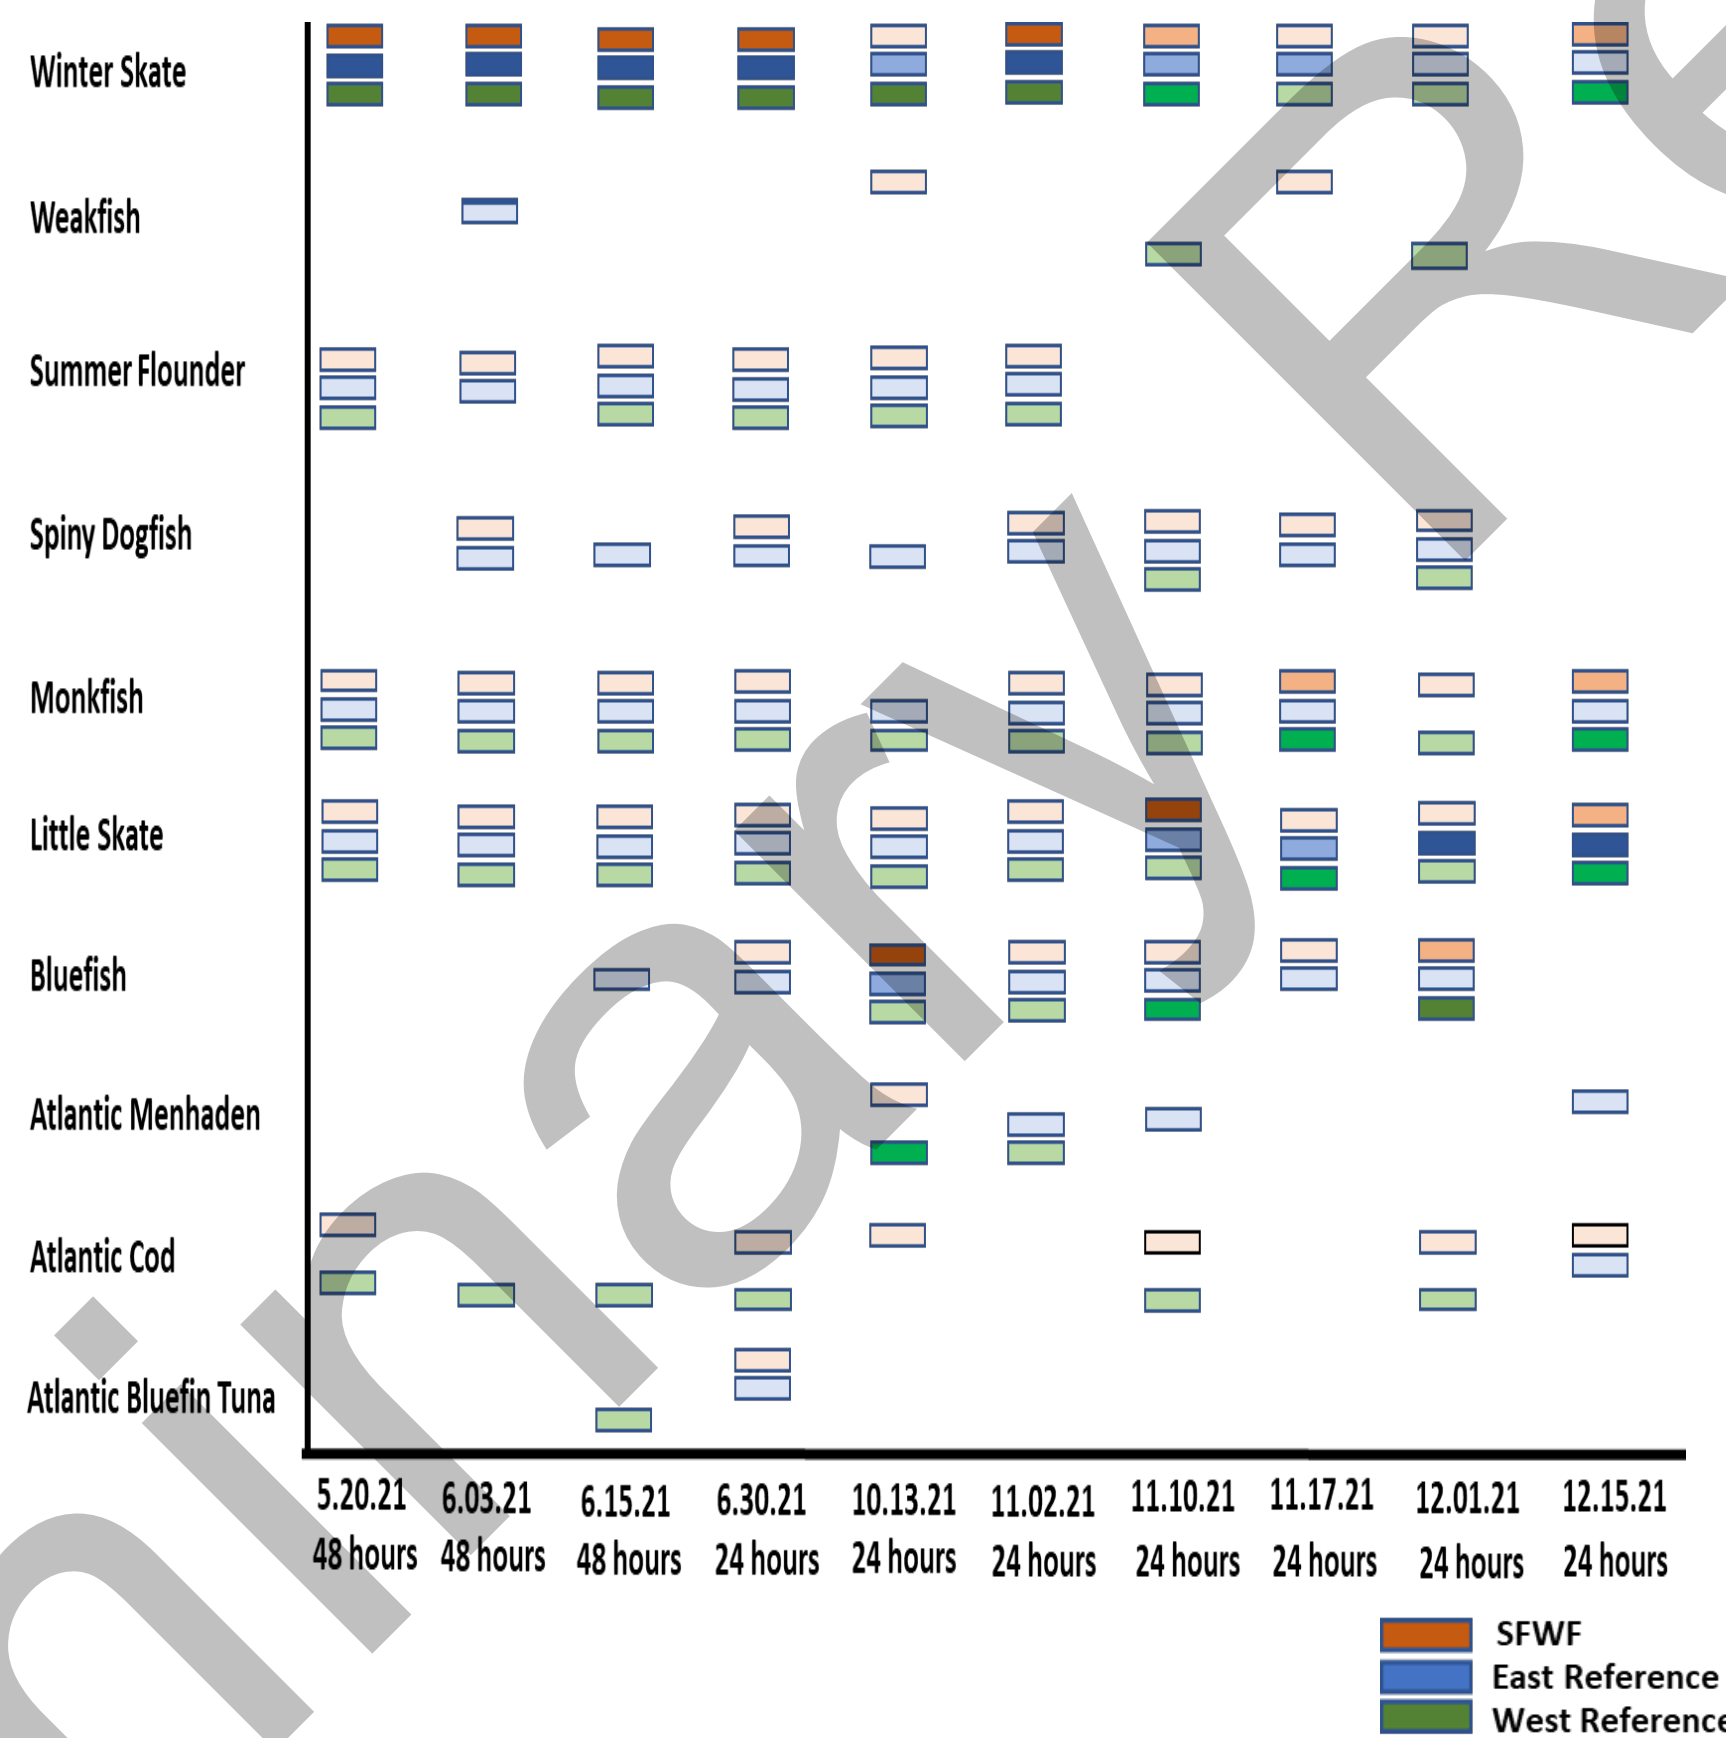 Winter Skate
Weakfish
Summer Flounder
Spiny Dogfish
Monkfish
Little Skate
Bluefish
Atlantic Menhaden
Atlantic Cod
Atlantic Bluefin Tuna
5.20.21 6.03.21 6.15.21 6.30.21 10.13.21 11.02.21 11.10.21 11.17.21 12.01.21 12.15.21
48 hours 48 hours 48 hours 24 hours 24 hours 24 hours 24 hours 24 hours 24 hours 24 hours
SFWF
East Reference
West Reference
inary Re